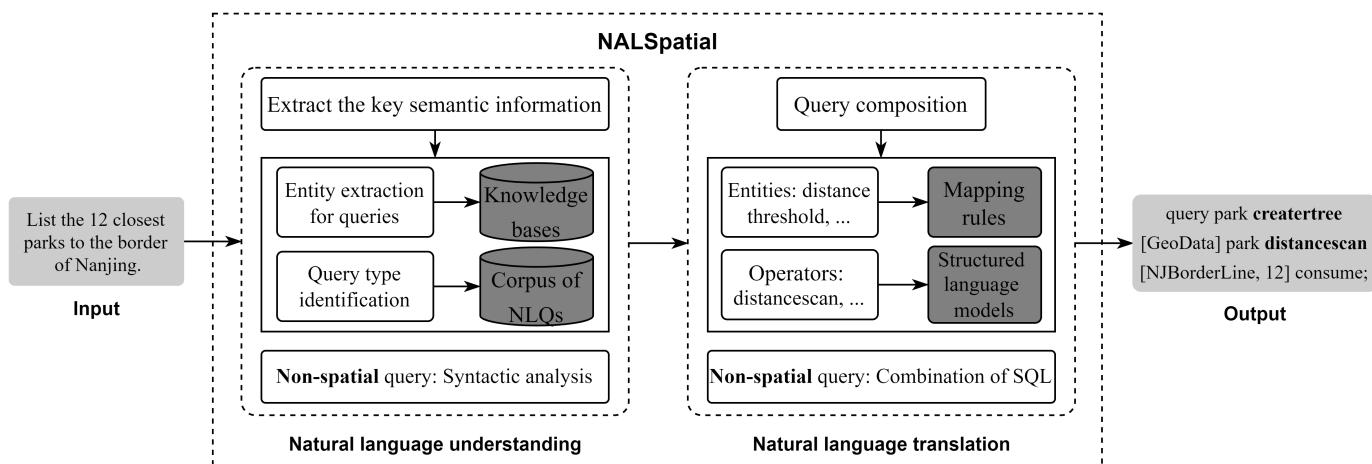 NALSpatial
Extract the key semantic information
Entity extraction
for queries
Knowledge
bases
Query type
identification
Corpus of
NLQs
Non-spatial query: Syntactic analysis
Natural language understanding
Query composition
Entities: distance
threshold, ...
Mapping
rules
Operators:
distancescan, ...
Structured
language
models
Non-spatial query: Combination of SQL
Natural language translation
List the 12 closest
parks to the border
of Nanjing.
Input
query park creatertree
[GeoData] park distancescan
[NJBorderLine, 12] consume;
Output